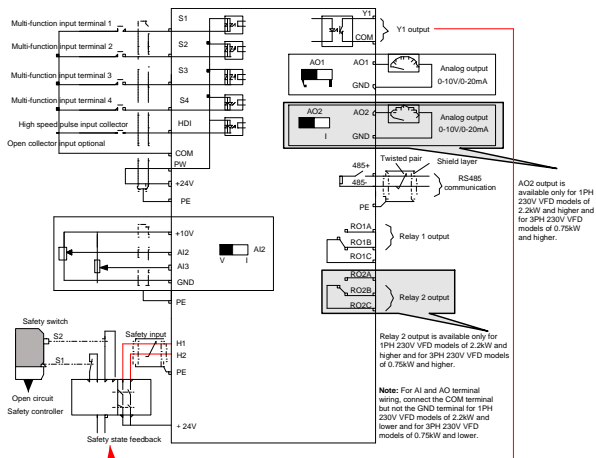 Multi-function input terminal 1
S1
Multi-function input terminal 2
S2
Multi-function input terminal 3
S3
Multi-function input terminal 4
S4
High speed pulse input collector
HDI
Open collector input optional
COM
PW
+24V
PE
+10V
AI2
AI3
GND
V
I
AI2
PE
Safety switch
S2
S1
Safety input
H1
H2
PE
Open circuit
Safety controller
+ 24V
Safety state feedback
Y1
COM
Y1 output
AO1
AO1
GND
Analog output
0-10V/0-20mA
AO2
I
AO2
GND
Analog output
0-10V/0-20mA
AO2 output is
available only for 1PH
230V VFD models of
2.2kW and higher and
for 3PH 230V VFD
models of 0.75kW
and higher.
Twisted pair
Shield layer
485+
485-
PE
RS485
communication
RO1A
RO1B
RO1C
Relay 1 output
RO2A
RO2B
RO2C
Relay 2 output
Relay 2 output is available only for
1PH 230V VFD models of 2.2kW and
higher and for 3PH 230V VFD models
of 0.75kW and higher.
Note: For AI and AO terminal
wiring, connect the COM terminal
but not the GND terminal for 1PH
230V VFD models of 2.2kW and
lower and for 3PH 230V VFD
models of 0.75kW and lower.